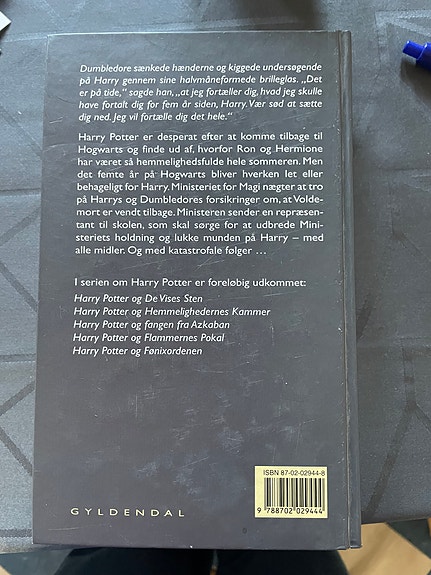 Dumbledore sænkede hænderne og kiggede undersøgende
på Harry gennem sine halvmåneformede brilleglas. „Det
er på tide,“ sagde han, „at jeg fortæller dig, hvad jeg skulle
have fortalt dig for fem år siden, Harry. Vær sød at sætte
dig ned. Jeg vil fortælle dig det hele.“
Harry Potter er desperat efter at komme tilbage til
Hogwarts og finde ud af, hvorfor Ron og Hermione
har været så hemmelighedsfulde hele sommeren. Men
det femte år på Hogwarts bliver hverken let eller
behageligt for Harry. Ministeriet for Magi nægter at tro
på Harrys og Dumbledores forsikringer om, at Volde-
mort er vendt tilbage. Ministeren sender en repræsen-
tant til skolen, som skal sørge for at udbrede Mini-
steriets holdning og lukke munden på Harry – med
alle midler. Og med katastrofale følger ...
I serien om Harry Potter er foreløbig udkommet:
Harry Potter og De Vises Sten
Harry Potter og Hemmelighedernes Kammer
Harry Potter og fangen fra Azkaban
Harry Potter og Flammernes Pokal
Harry Potter og Fønixordenen
ISBN 87-02-02944-8
9 788702 029444
GYLDENDAL